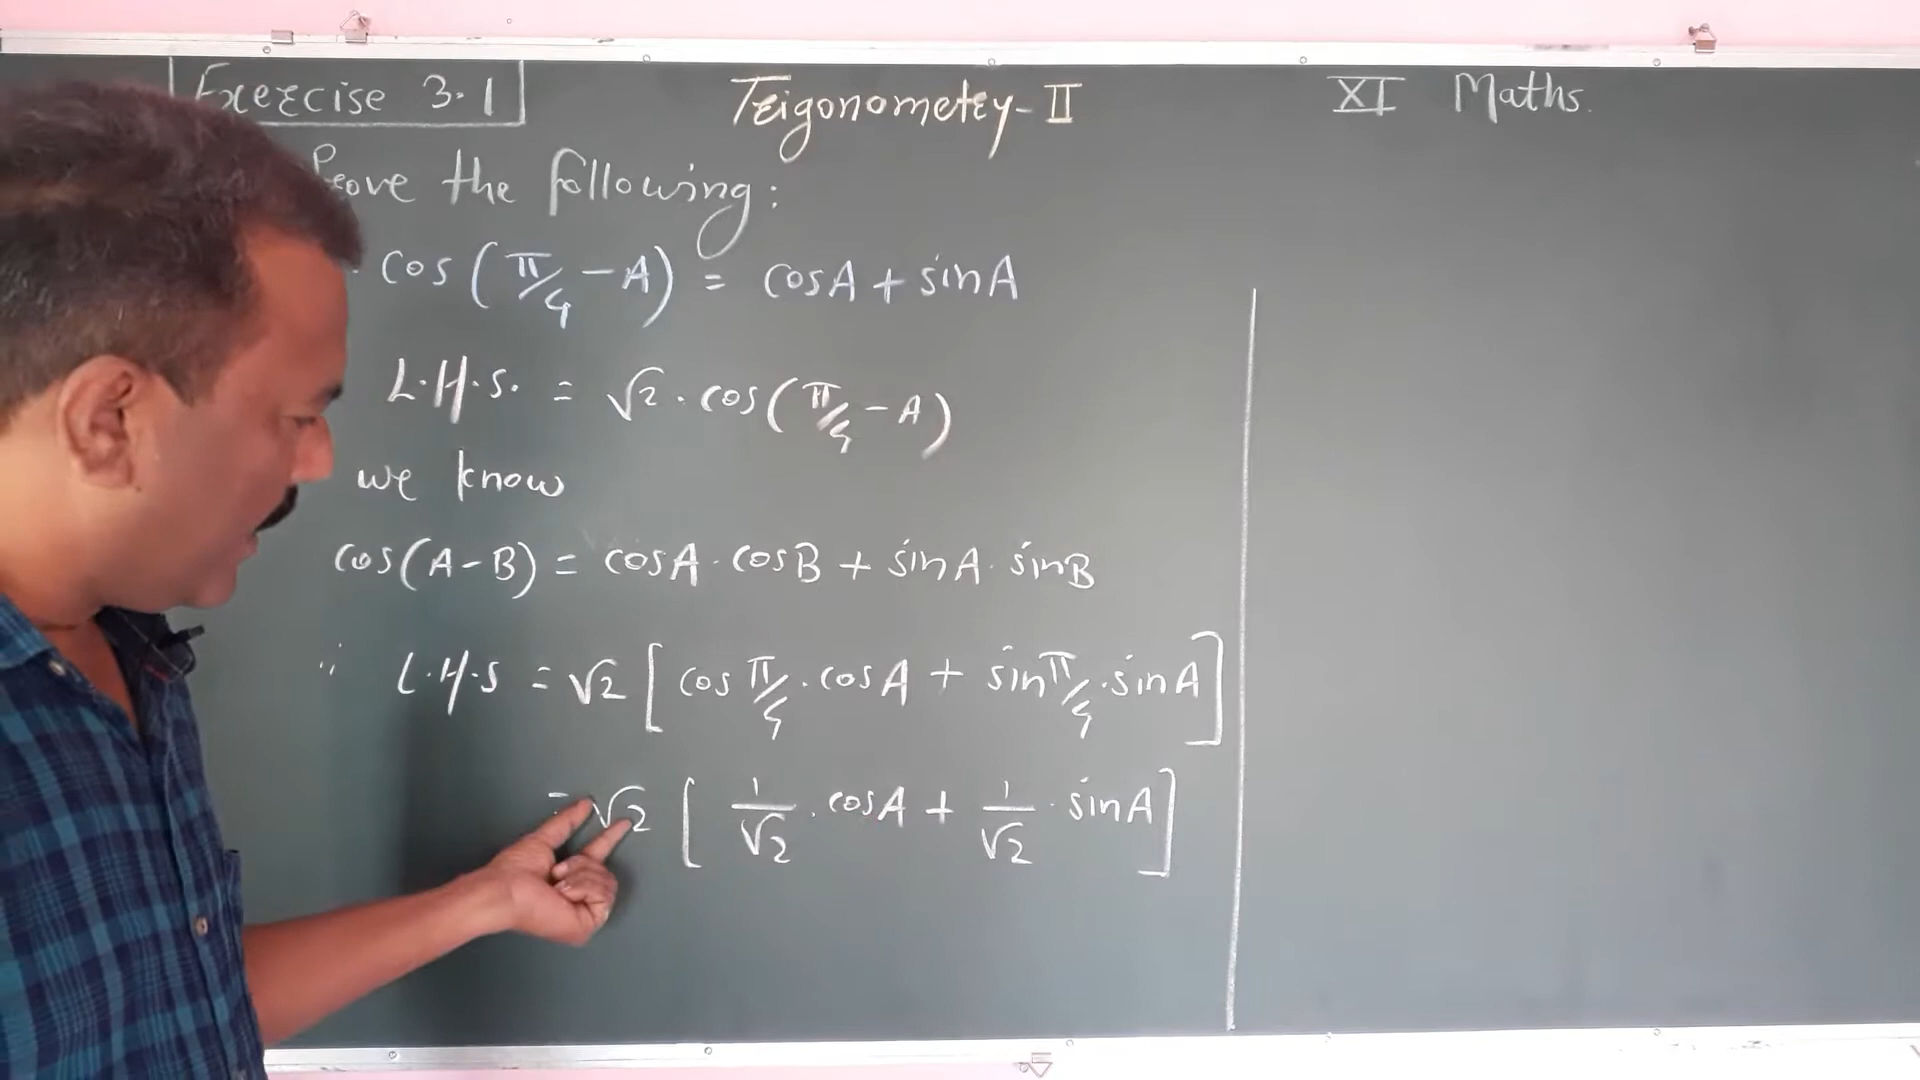 Exercise 3.1
Trigonometry-II
XI Maths.
Prove the following:
cos(π/4 - A) = cosA + sinA
L.H.S. = √2 . cos(π/4 - A)
we know
cos(A-B) = cosA . cosB + sinA . sinB
∴ L.H.S = √2 [cos π/4 . cosA + sin π/4 . sinA]
= √2 [ 1/√2 . cosA + 1/√2 . sinA]